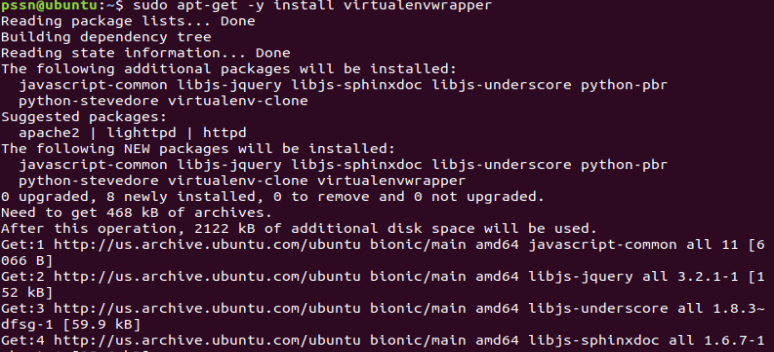 pssn@ubuntu:~$ sudo apt-get -y install virtualenvwrapper
Reading package lists... Done
Building dependency tree
Reading state information... Done
The following additional packages will be installed:
  javascript-common libjs-jquery libjs-sphinxdoc libjs-underscore python-pbr
  python-stevedore virtualenv-clone
Suggested packages:
  apache2 | lighttpd | httpd
The following NEW packages will be installed:
  javascript-common libjs-jquery libjs-sphinxdoc libjs-underscore python-pbr
  python-stevedore virtualenv-clone virtualenvwrapper
0 upgraded, 8 newly installed, 0 to remove and 0 not upgraded.
Need to get 468 kB of archives.
After this operation, 2122 kB of additional disk space will be used.
Get:1 http://us.archive.ubuntu.com/ubuntu bionic/main amd64 javascript-common all 11 [6
066 B]
Get:2 http://us.archive.ubuntu.com/ubuntu bionic/main amd64 libjs-jquery all 3.2.1-1 [1
52 kB]
Get:3 http://us.archive.ubuntu.com/ubuntu bionic/main amd64 libjs-underscore all 1.8.3~
dfsg-1 [59.9 kB]
Get:4 http://us.archive.ubuntu.com/ubuntu bionic/main amd64 libjs-sphinxdoc all 1.6.7-1